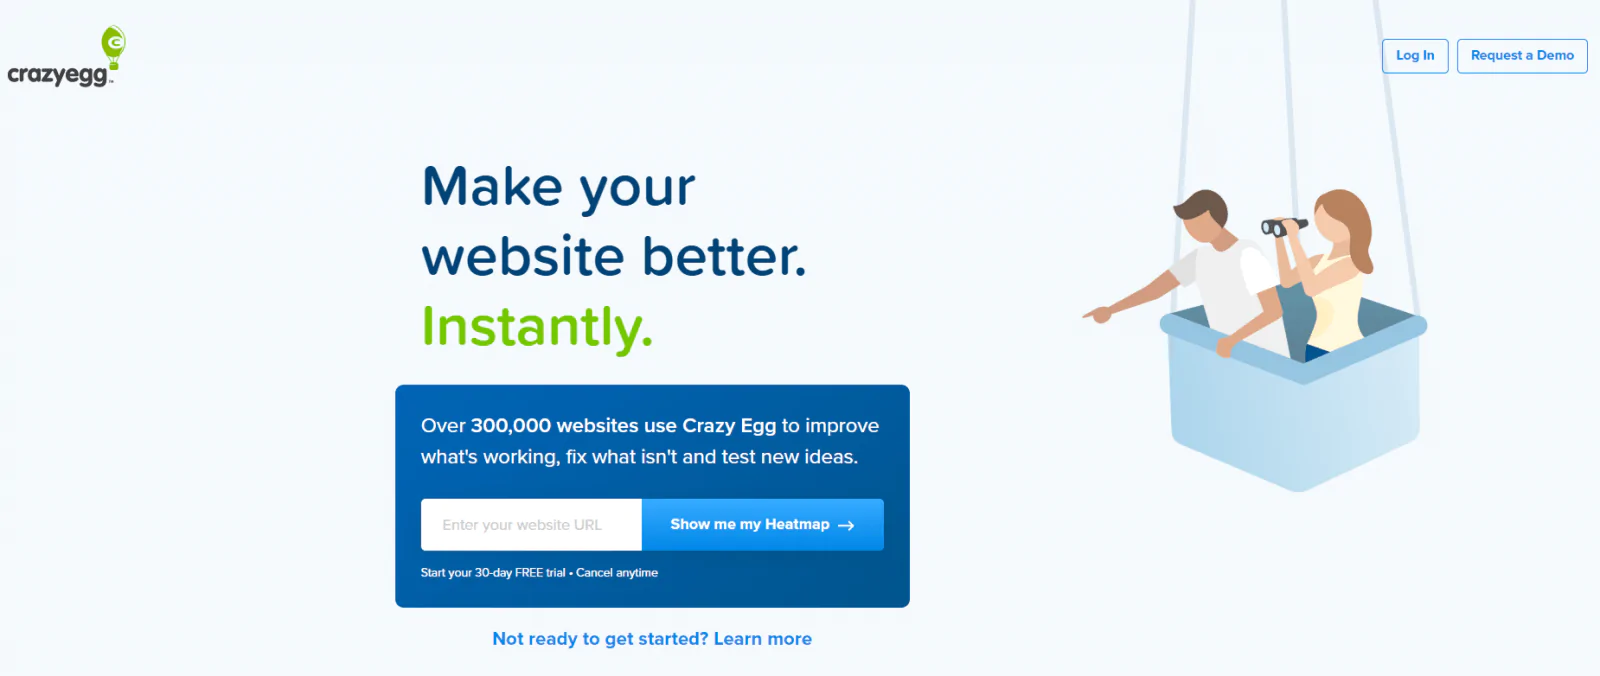 crazyegg™
Log In
Request a Demo
Make your
website better.
Instantly.
Over 300,000 websites use Crazy Egg to improve
what's working, fix what isn't and test new ideas.
Enter your website URL
Show me my Heatmap →
Start your 30-day FREE trial • Cancel anytime
Not ready to get started? Learn more